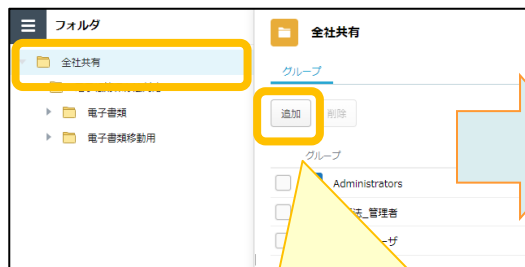 フォルダ
全社共有
電子書類
電子書類移動用
全社共有
グループ
追加
削除
グループ
Administrators
法_管理者
ーザ